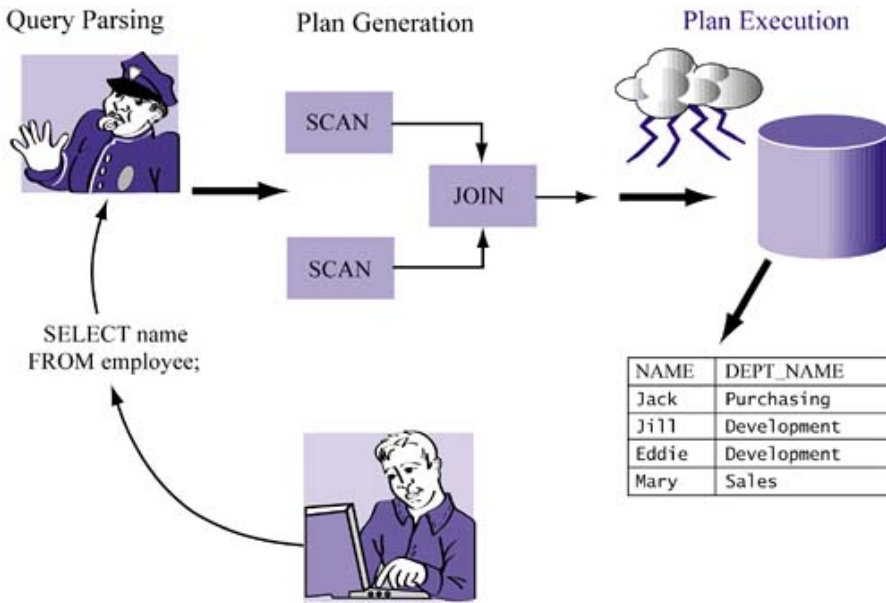 Query Parsing
Plan Generation
Plan Execution
SCAN
JOIN
SCAN
SELECT name
FROM employee;
NAME DEPT_NAME
Jack Purchasing
Jill Development
Eddie Development
Mary Sales